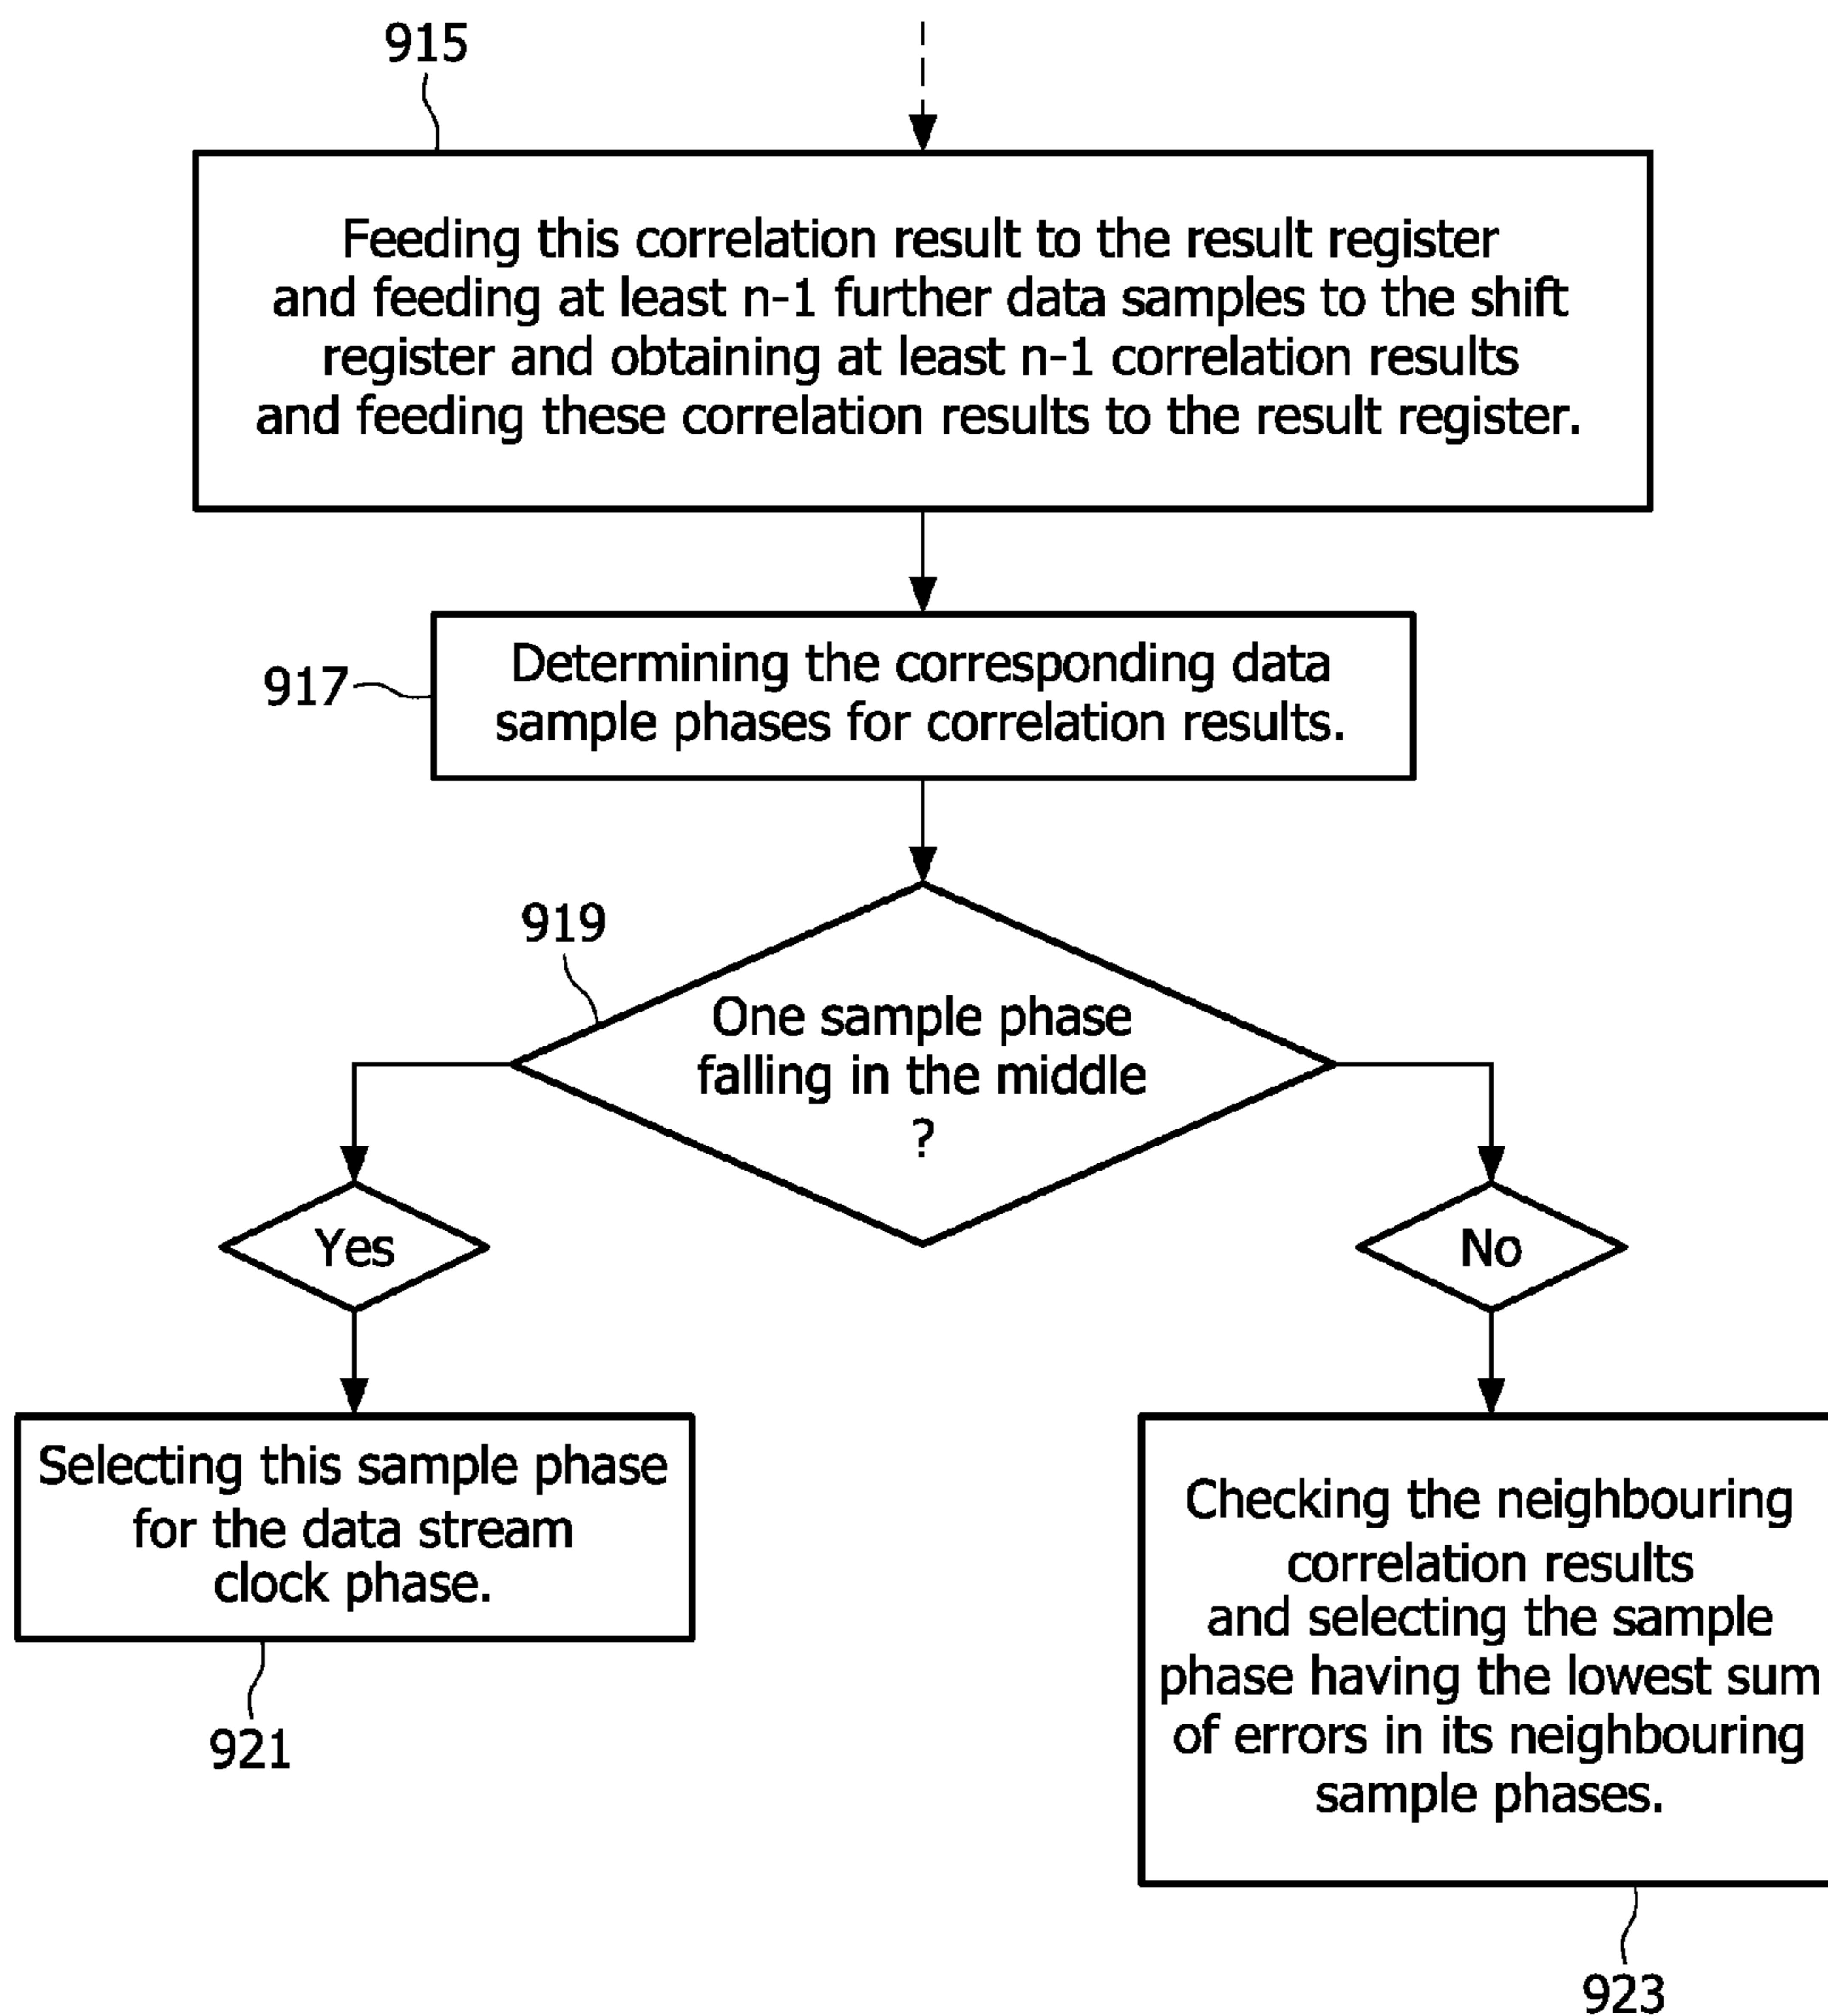 915
Feeding this correlation result to the result register
and feeding at least n-1 further data samples to the shift
register and obtaining at least n-1 correlation results
and feeding these correlation results to the result register.
917
Determining the corresponding data
sample phases for correlation results.
919
One sample phase
falling in the middle
?
Yes
No
Selecting this sample phase
for the data stream
clock phase.
921
Checking the neighbouring
correlation results
and selecting the sample
phase having the lowest sum
of errors in its neighbouring
sample phases.
923